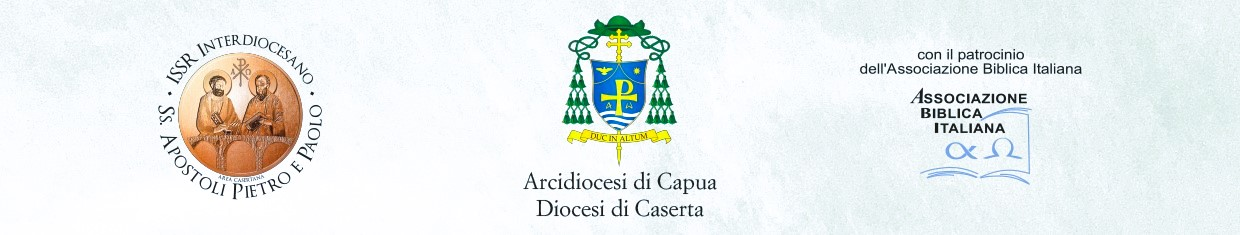 ISSR INTERDIOCESANO
SS. APOSTOLI PIETRO E PAOLO
AREA CASERTANA
DUC IN ALTUM
Arcidiocesi di Capua
Diocesi di Caserta
con il patrocinio
dell'Associazione Biblica Italiana
ASSOCIAZIONE
BIBLICA
ITALIANA
α Ω